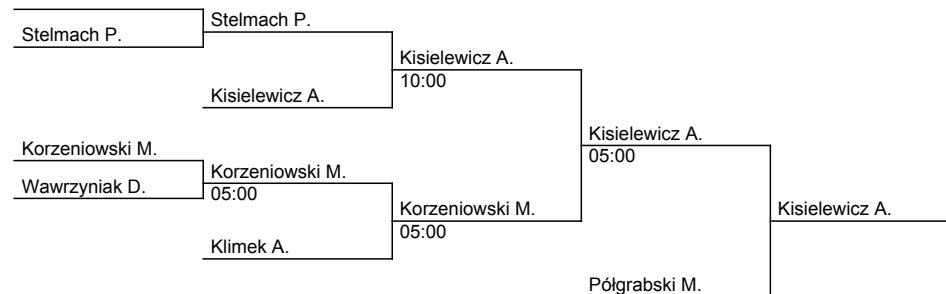 Stelmach P.
Stelmach P.
Kisielewicz A.
10:00
Kisielewicz A.
Kisielewicz A.
05:00
Korzeniowski M.
Korzeniowski M.
05:00
Wawrzyniak D.
Korzeniowski M.
05:00
Kisielewicz A.
Klimek A.
Półgrabski M.